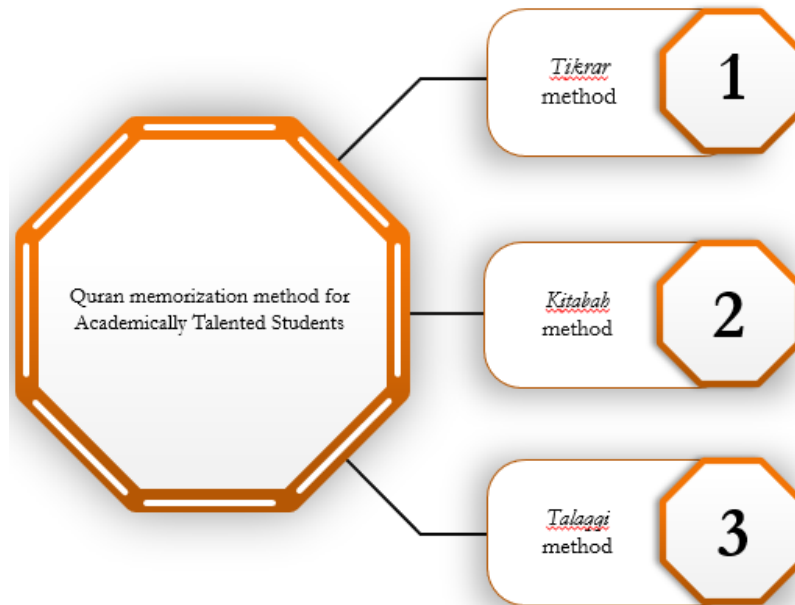 Quran memorization method for
Academically Talented Students
Tikrar
method
1
Kitabah
method
2
Talaqqi
method
3